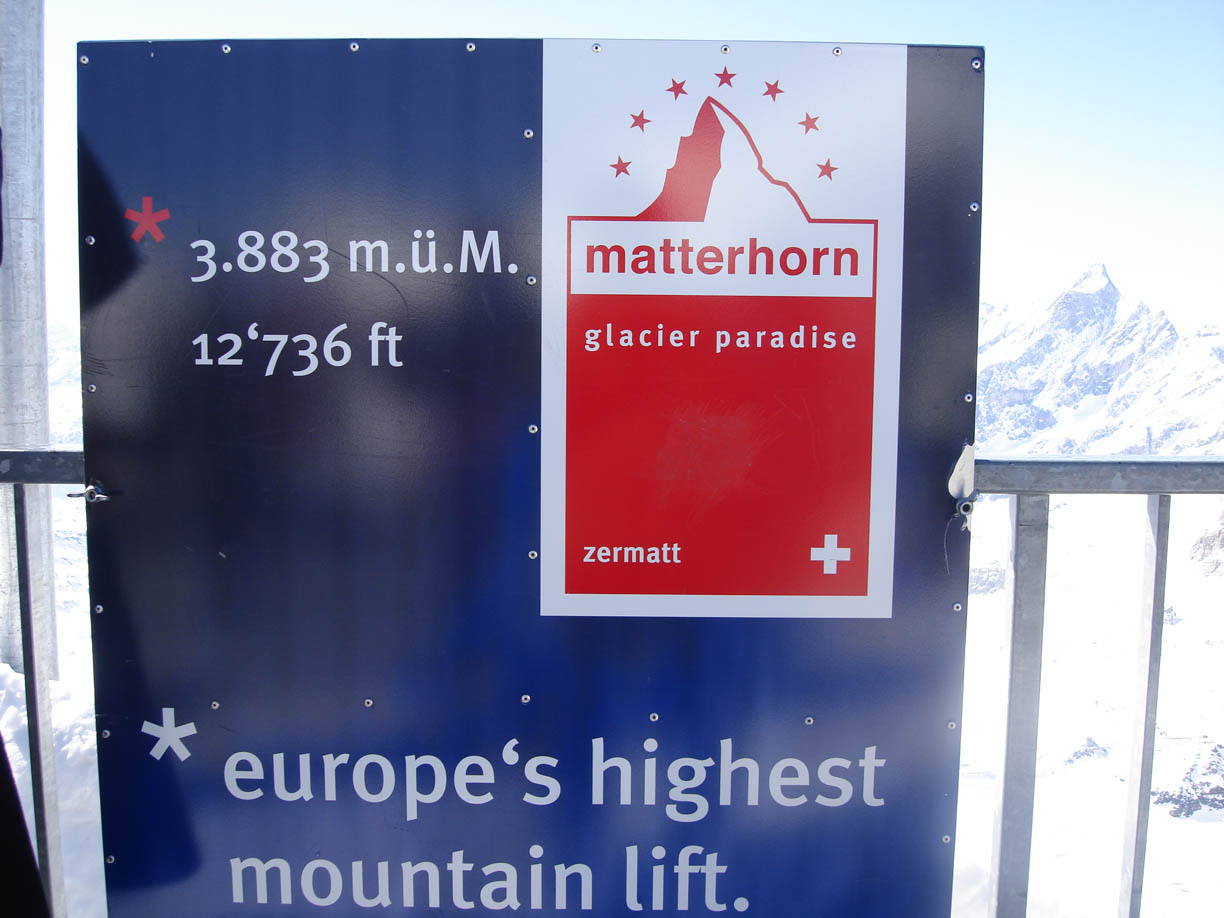 * 3.883 m.ü.M.
12‘736 ft
matterhorn
glacier paradise
zermatt
* europe‘s highest
mountain lift.